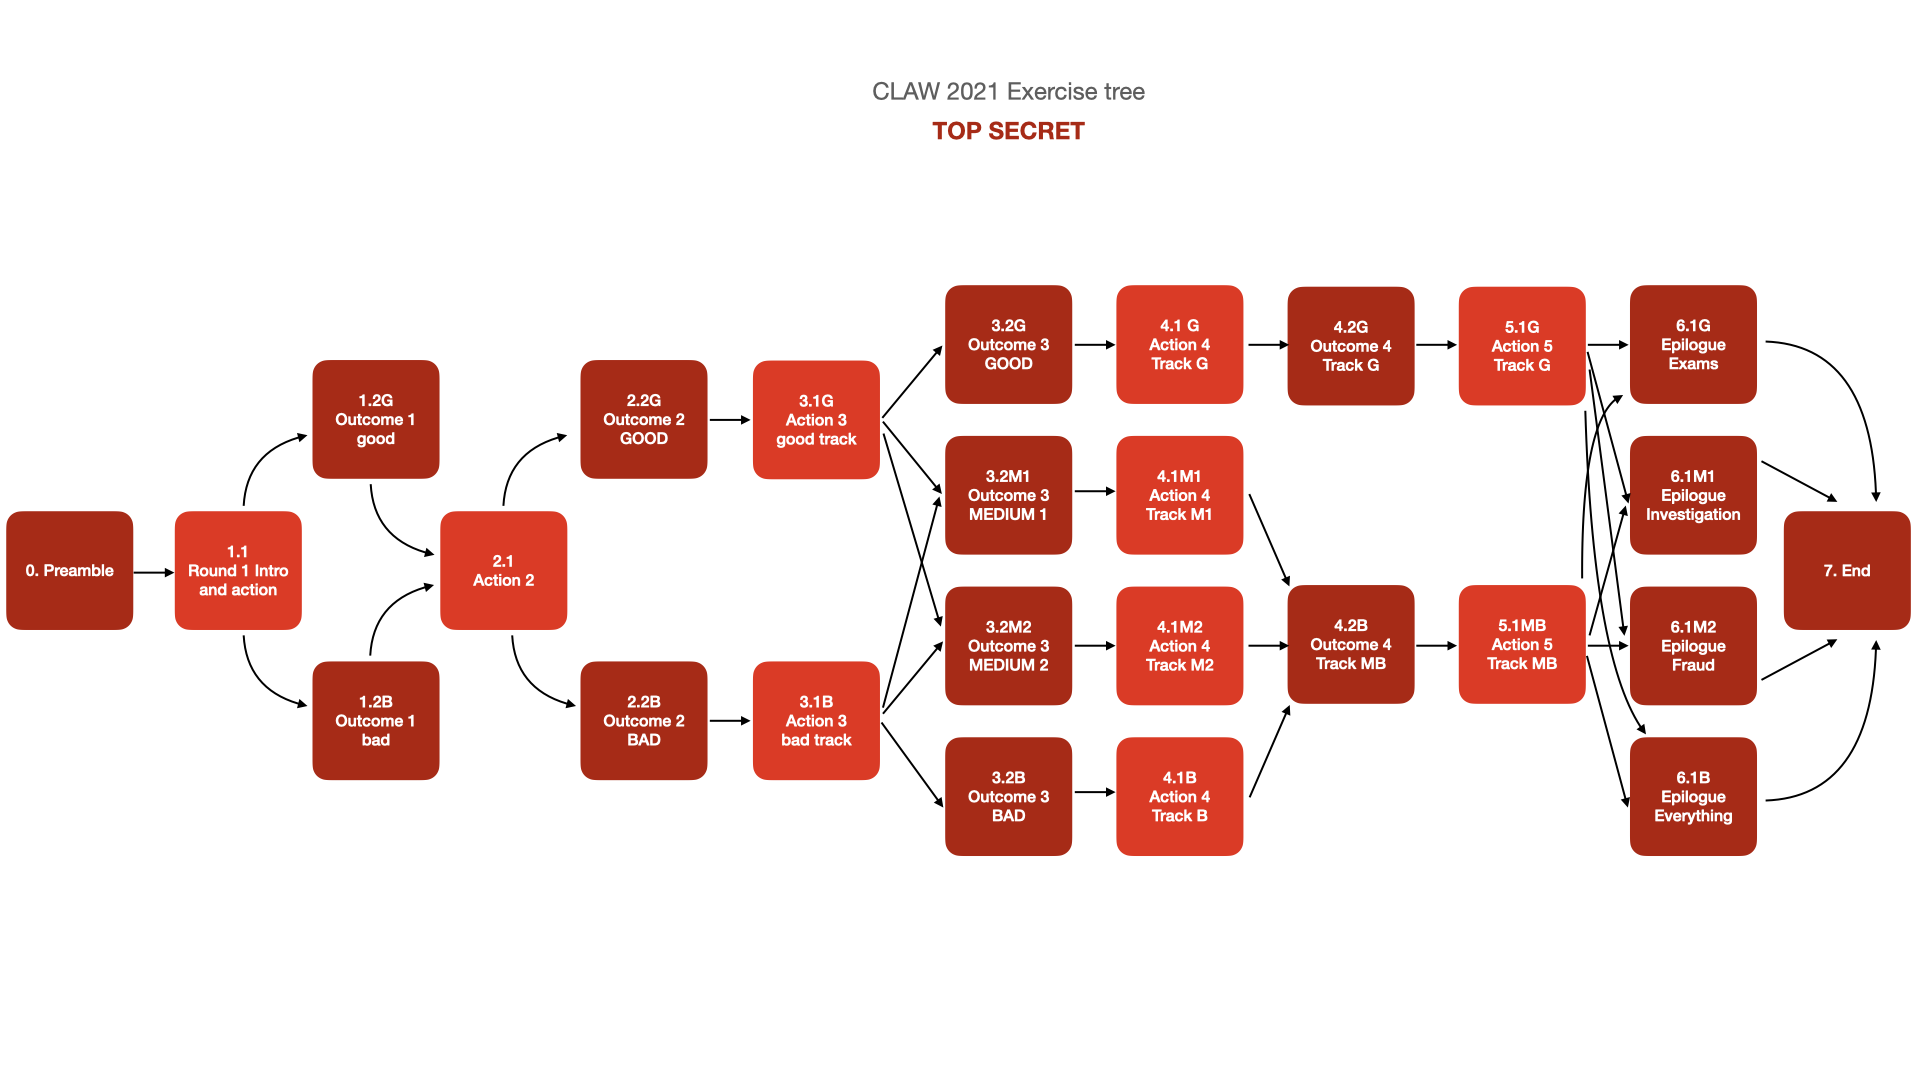 CLAW 2021 Exercise tree
TOP SECRET
0. Preamble
1.1
Round 1 Intro
and action
1.2G
Outcome 1
good
1.2B
Outcome 1
bad
2.1
Action 2
2.2G
Outcome 2
GOOD
2.2B
Outcome 2
BAD
3.1G
Action 3
good track
3.1B
Action 3
bad track
3.2G
Outcome 3
GOOD
3.2M1
Outcome 3
MEDIUM 1
3.2M2
Outcome 3
MEDIUM 2
3.2B
Outcome 3
BAD
4.1 G
Action 4
Track G
4.1M1
Action 4
Track M1
4.1M2
Action 4
Track M2
4.1B
Action 4
Track B
4.2G
Outcome 4
Track G
4.2B
Outcome 4
Track MB
5.1G
Action 5
Track G
5.1MB
Action 5
Track MB
6.1G
Epilogue
Exams
6.1M1
Epilogue
Investigation
6.1M2
Epilogue
Fraud
6.1B
Epilogue
Everything
7. End